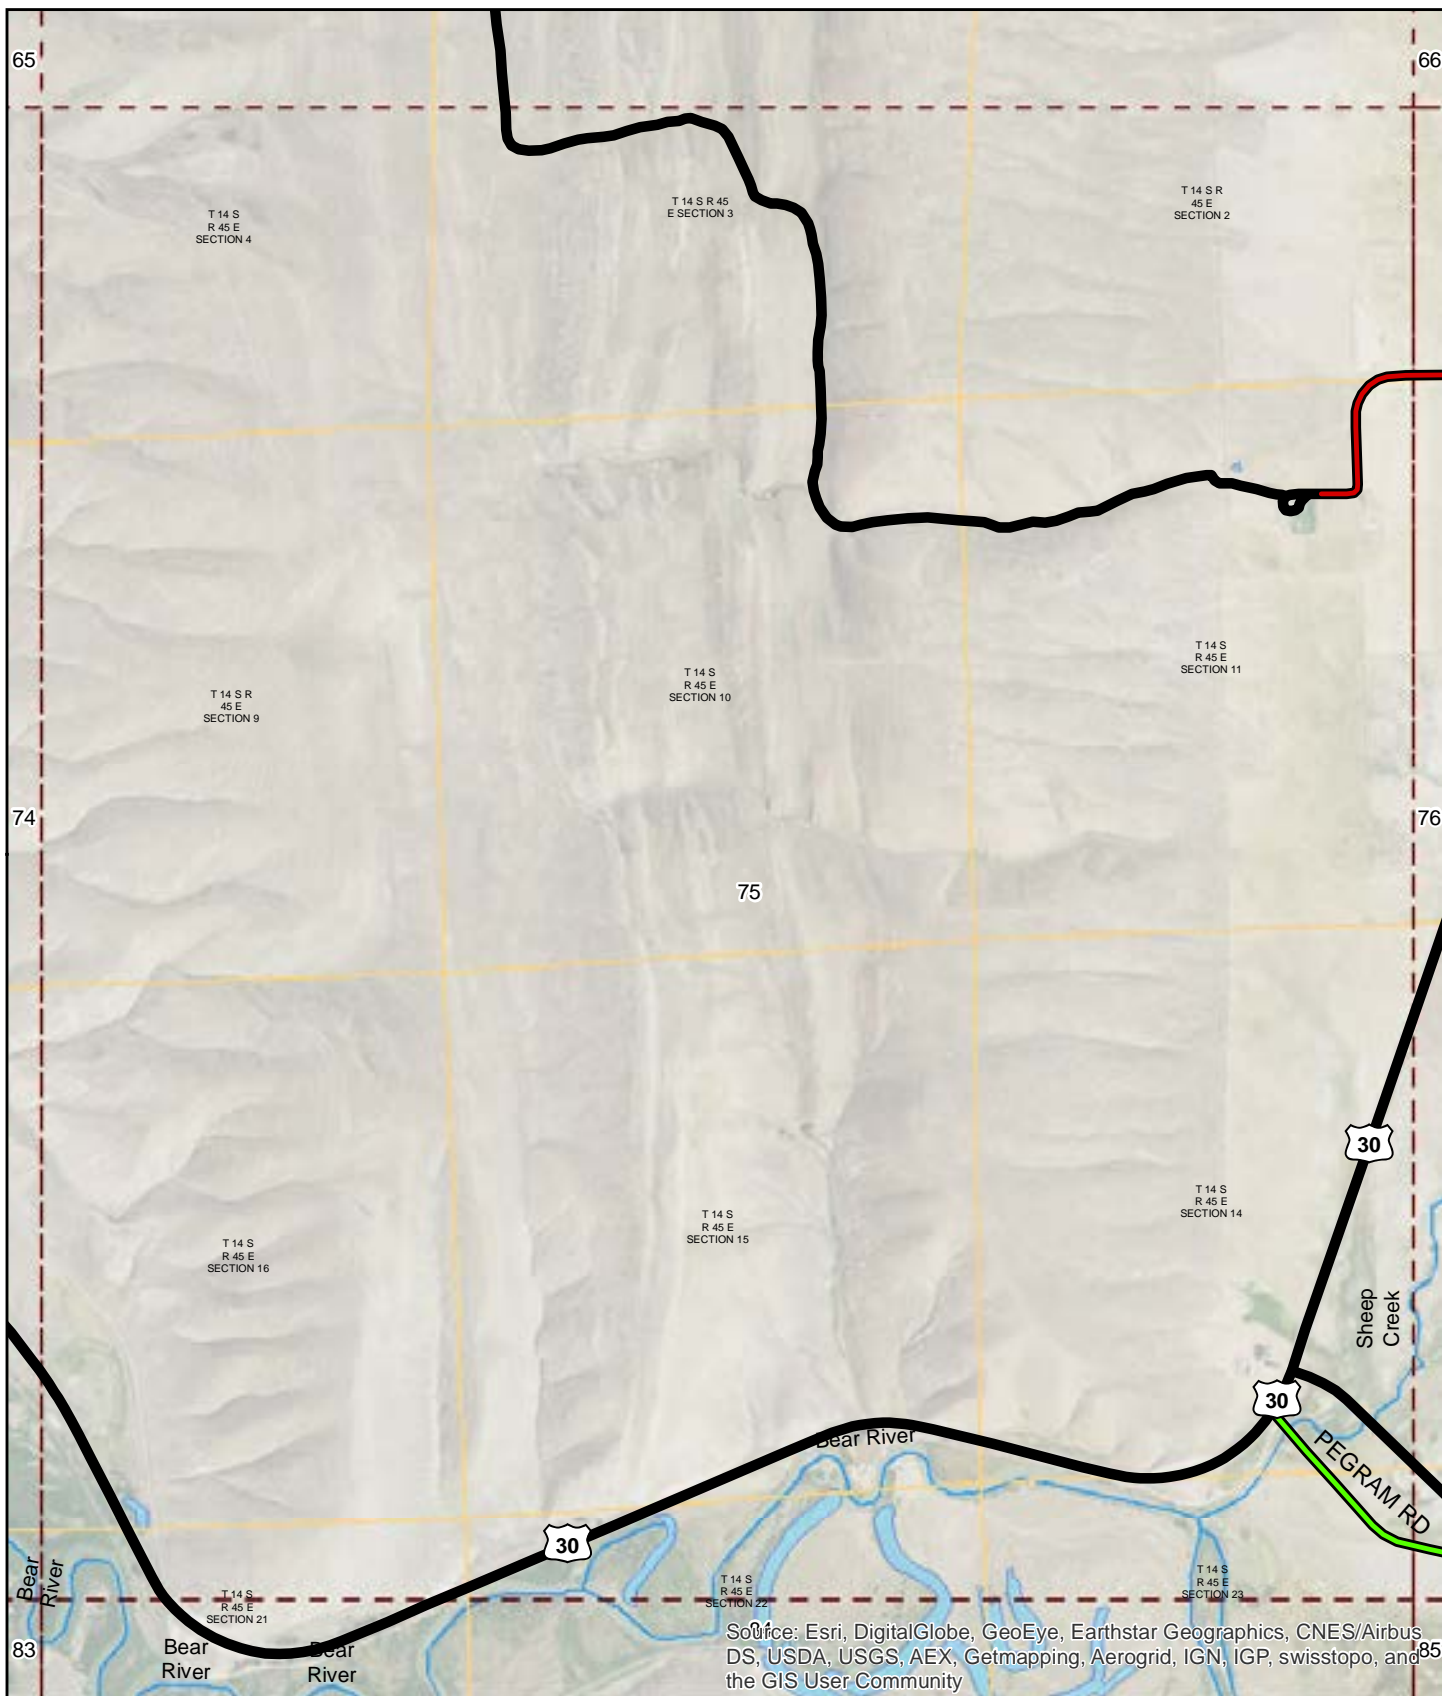 65
66
T 14 S
R 45 E
SECTION 4
T 14 S R 45
E SECTION 3
T 14 S R
45 E
SECTION 2
T 14 S R
45 E
SECTION 9
T 14 S
R 45 E
SECTION 10
T 14 S
R 45 E
SECTION 11
74
76
75
30
T 14 S
R 45 E
SECTION 16
T 14 S
R 45 E
SECTION 15
T 14 S
R 45 E
SECTION 14
Sheep
Creek
30
Bear River
PEGRAM RD
30
Bear
River
T 14 S
R 45 E
SECTION 21
T 14 S
R 45 E
SECTION 22
T 14 S
R 45 E
SECTION 23
83
Bear
River
Bear
River
85
Source: Esri, DigitalGlobe, GeoEye, Earthstar Geographics, CNES/Airbus
DS, USDA, USGS, AEX, Getmapping, Aerogrid, IGN, IGP, swisstopo, and
the GIS User Community